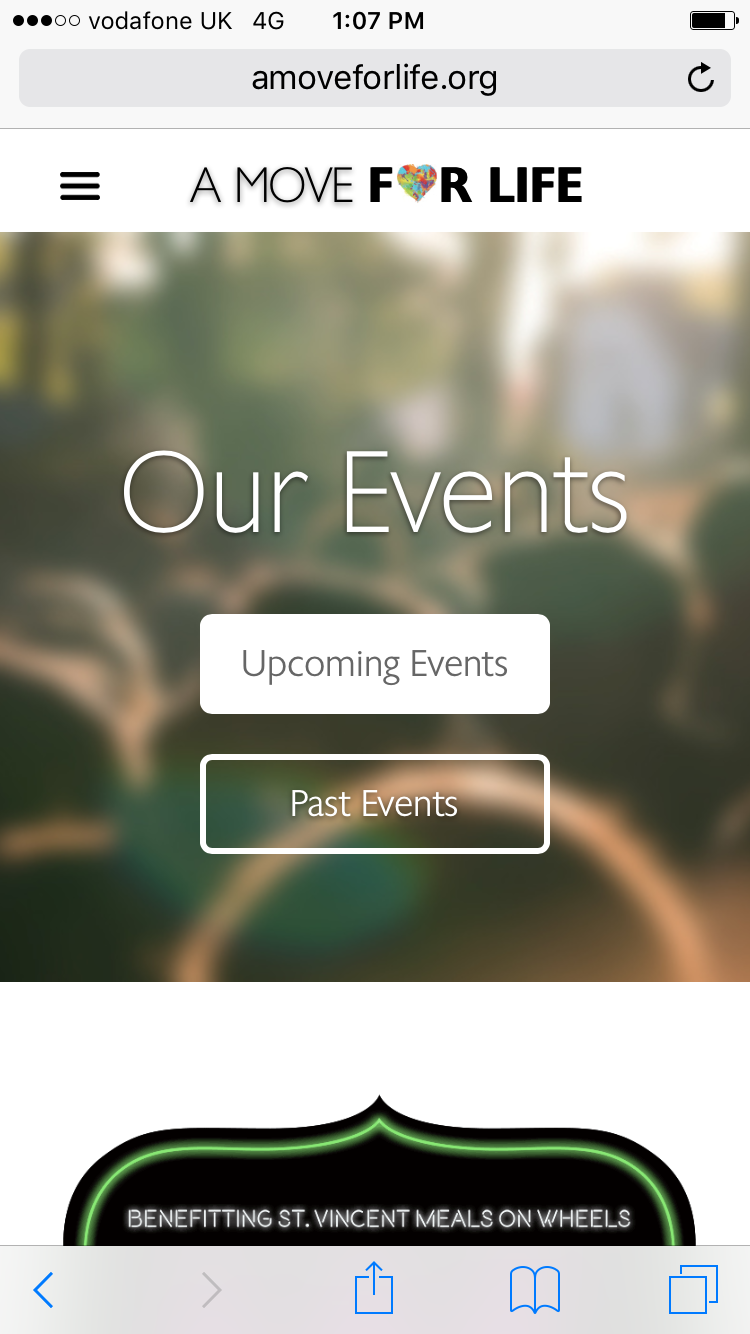 vodafone UK 4G 1:07 PM
amoveforlife.org
A MOVE FOR LIFE
Our Events
Upcoming Events
Past Events
BENEFITTING ST. VINCENT MEALS ON WHEELS